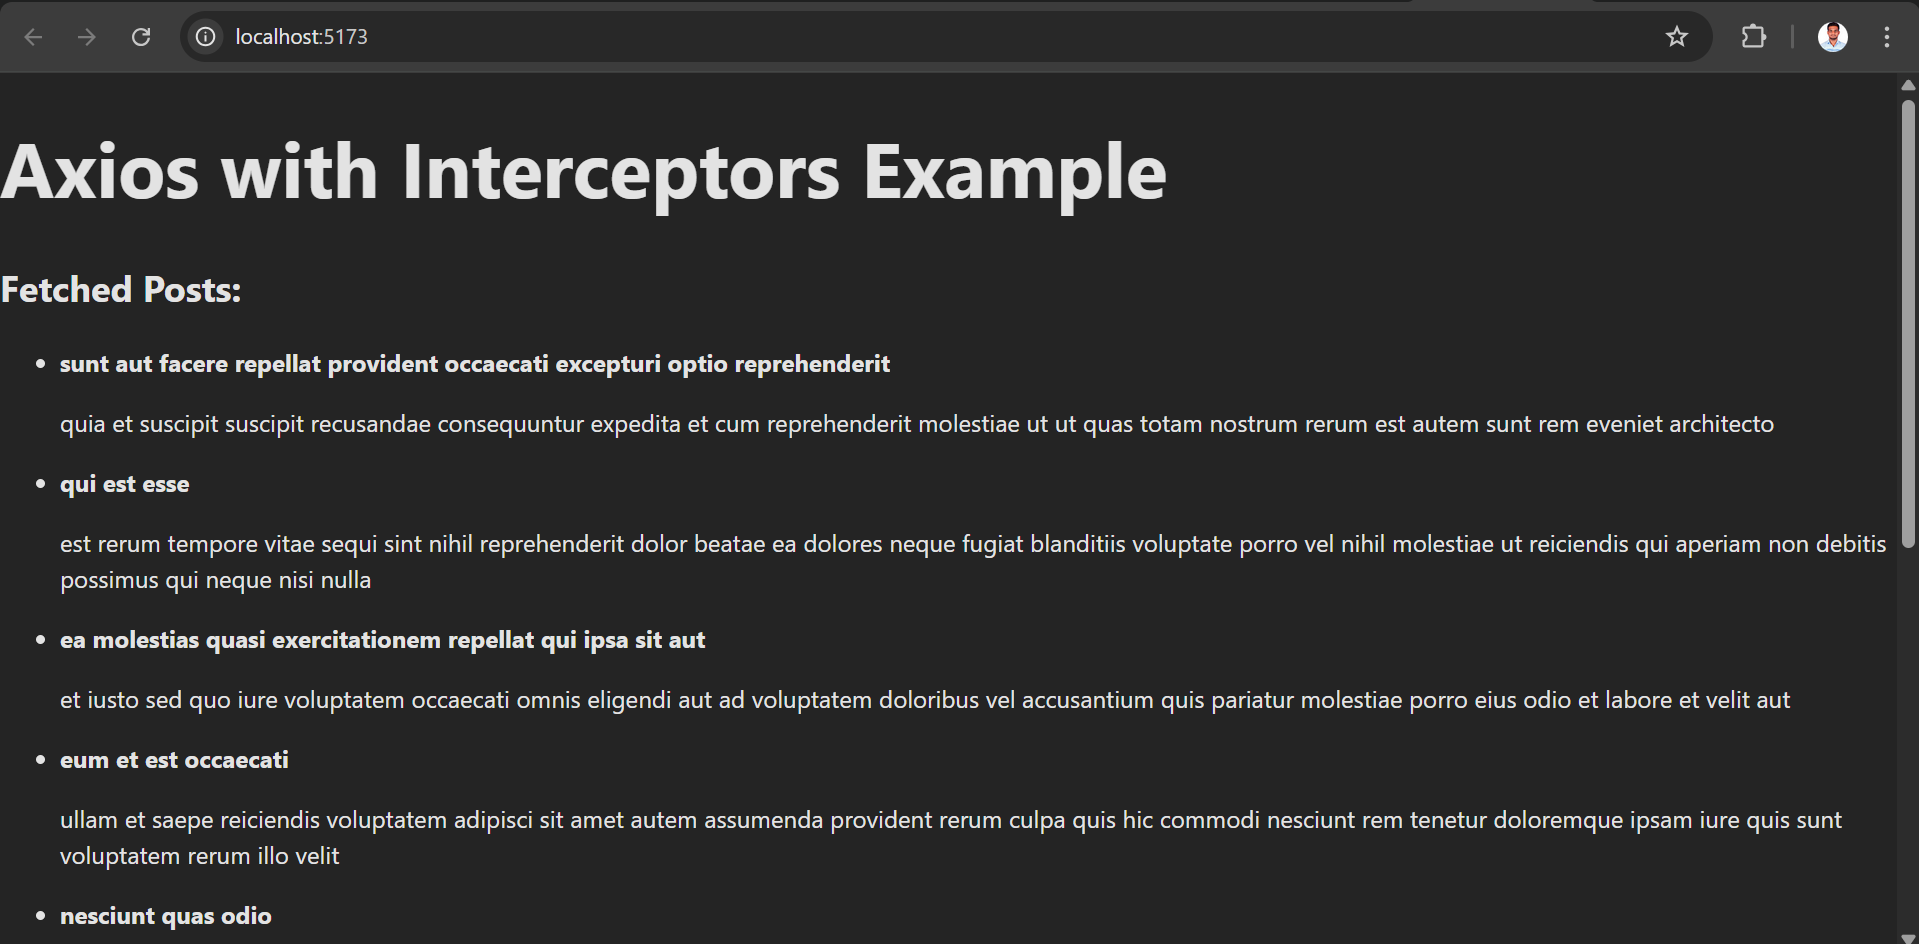 localhost:5173
Axios with Interceptors Example
Fetched Posts:
sunt aut facere repellat provident occaecati excepturi optio reprehenderit
quia et suscipit suscipit recusandae consequuntur expedita et cum reprehenderit molestiae ut ut quas totam nostrum rerum est autem sunt rem eveniet architecto
qui est esse
est rerum tempore vitae sequi sint nihil reprehenderit dolor beatae ea dolores neque fugiat blanditiis voluptate porro vel nihil molestiae ut reiciendis qui aperiam non debitis
possimus qui neque nisi nulla
ea molestias quasi exercitationem repellat qui ipsa sit aut
et iusto sed quo iure voluptatem occaecati omnis eligendi aut ad voluptatem doloribus vel accusantium quis pariatur molestiae porro eius odio et labore et velit aut
eum et est occaecati
ullam et saepe reiciendis voluptatem adipisci sit amet autem assumenda provident rerum culpa quis hic commodi nesciunt rem tenetur doloremque ipsam iure quis sunt
voluptatem rerum illo velit
nesciunt quas odio